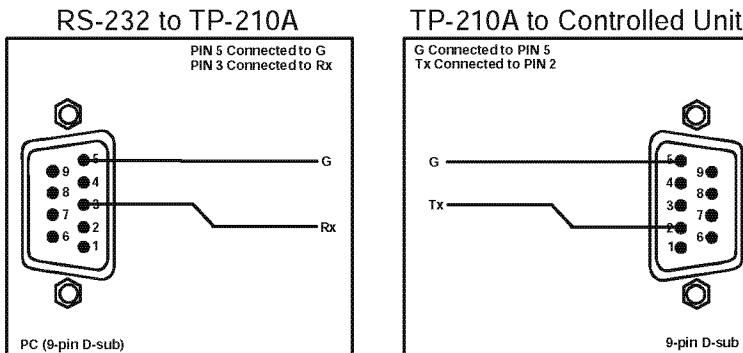 RS-232 to TP-210A
PIN 5 Connected to G
PIN 3 Connected to Rx
5
9
4
8
3
7
2
6
1
G
Rx
PC (9-pin D-sub)
TP-210A to Controlled Unit
G Connected to PIN 5
Tx Connected to PIN 2
G
Tx
5
9
4
8
3
7
2
6
1
9-pin D-sub